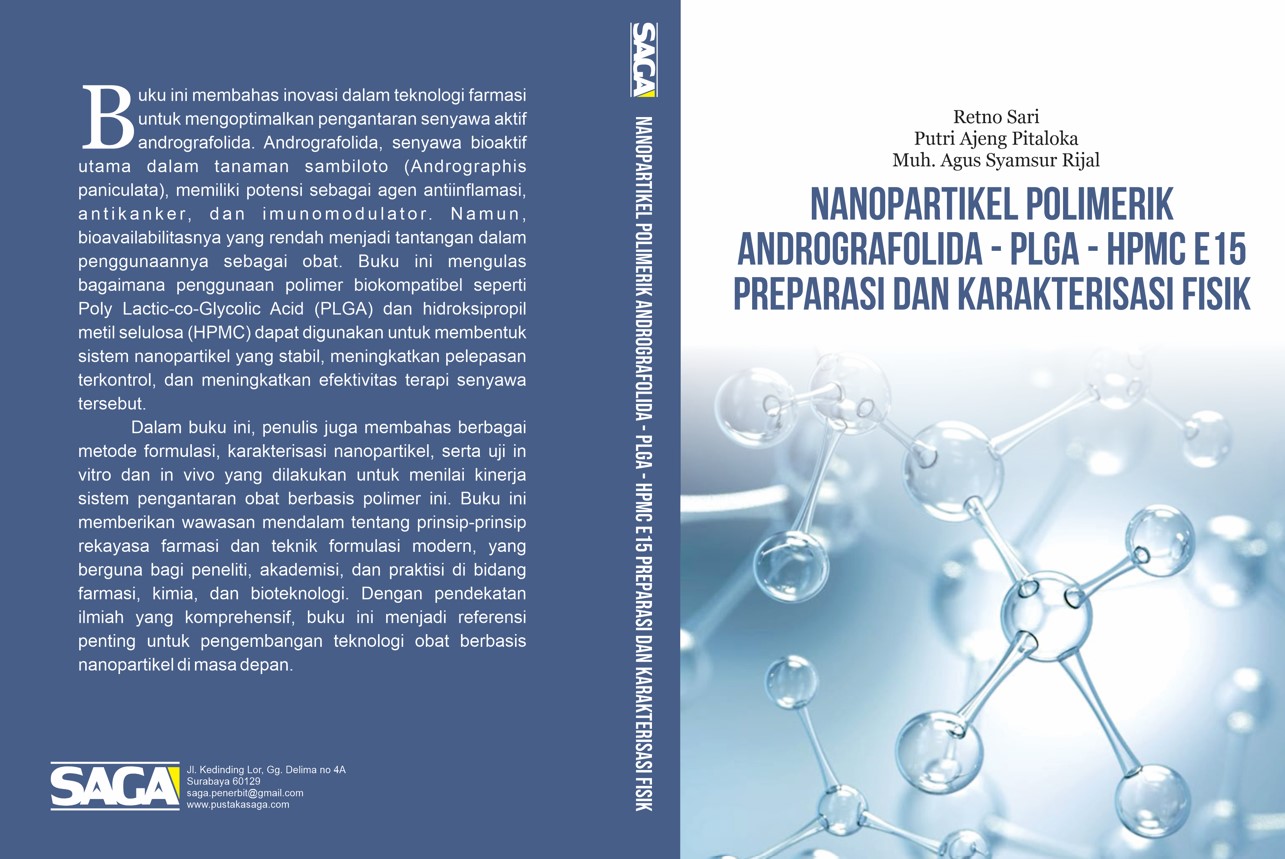 Buku ini membahas inovasi dalam teknologi farmasi
untuk mengoptimalkan pengantaran senyawa aktif
andrografolida. Andrografolida, senyawa bioaktif
utama dalam tanaman sambiloto (Andrographis
paniculata), memiliki potensi sebagai agen antiinflamasi,
antikanker, dan imunomodulator. Namun,
bioavailabilitasnya yang rendah menjadi tantangan dalam
penggunaannya sebagai obat. Buku ini mengulas
bagaimana penggunaan polimer biokompatibel seperti
Poly Lactic-co-Glycolic Acid (PLGA) dan hidroksipropil
metil selulosa (HPMC) dapat digunakan untuk membentuk
sistem nanopartikel yang stabil, meningkatkan pelepasan
terkontrol, dan meningkatkan efektivitas terapi senyawa
tersebut.
Dalam buku ini, penulis juga membahas berbagai
metode formulasi, karakterisasi nanopartikel, serta uji in
vitro dan in vivo yang dilakukan untuk menilai kinerja
sistem pengantaran obat berbasis polimer ini. Buku ini
memberikan wawasan mendalam tentang prinsip-prinsip
rekayasa farmasi dan teknik formulasi modern, yang
berguna bagi peneliti, akademisi, dan praktisi di bidang
farmasi, kimia, dan bioteknologi. Dengan pendekatan
ilmiah yang komprehensif, buku ini menjadi referensi
penting untuk pengembangan teknologi obat berbasis
nanopartikel di masa depan.
SAGA
Jl. Kedinding Lor, Gg. Delima no 4A
Surabaya 60129
saga.penerbit@gmail.com
www.pustakasaga.com
SAGA
NANOPARTIKEL POLIMERIK ANDROGRAFOLIDA - PLGA - HPMC E15 PREPARASI DAN KARAKTERISASI FISIK
Retno Sari
Putri Ajeng Pitaloka
Muh. Agus Syamsur Rijal
NANOPARTIKEL POLIMERIK
ANDROGRAFOLIDA - PLGA - HPMC E15
PREPARASI DAN KARAKTERISASI FISIK